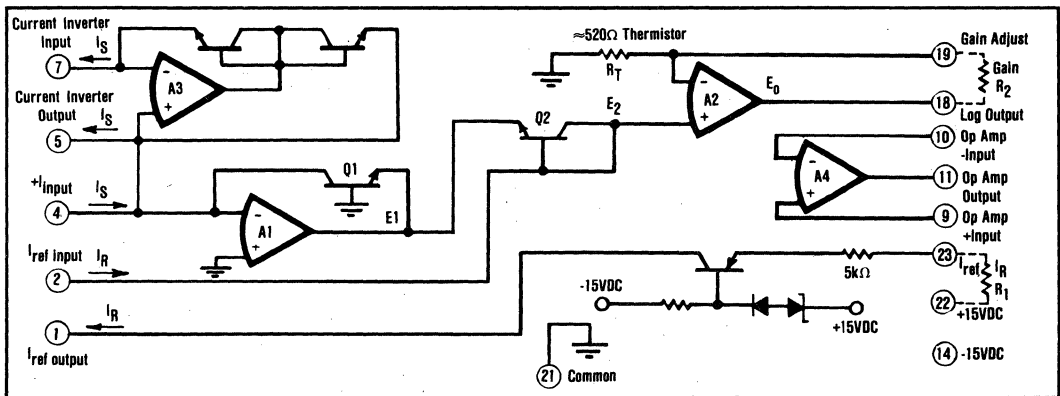 Current Inverter
Input
I_S
7
Current Inverter
Output
I_S
5
+I_input
I_S
4
I_ref input
I_R
2
I_R
1
I_ref output
-
A3
+
-
A1
+
Q1
E1
Q2
E_2
≈520Ω Thermistor
R_T
-
A2
+
E_o
19
Gain Adjust
Gain
R_2
18
Log Output
10
Op Amp
-Input
-
A4
+
11
Op Amp
Output
9
Op Amp
+Input
5kΩ
23
I_ref
I_R
R_1
22
+15VDC
-15VDC
+15VDC
14
-15VDC
21
Common